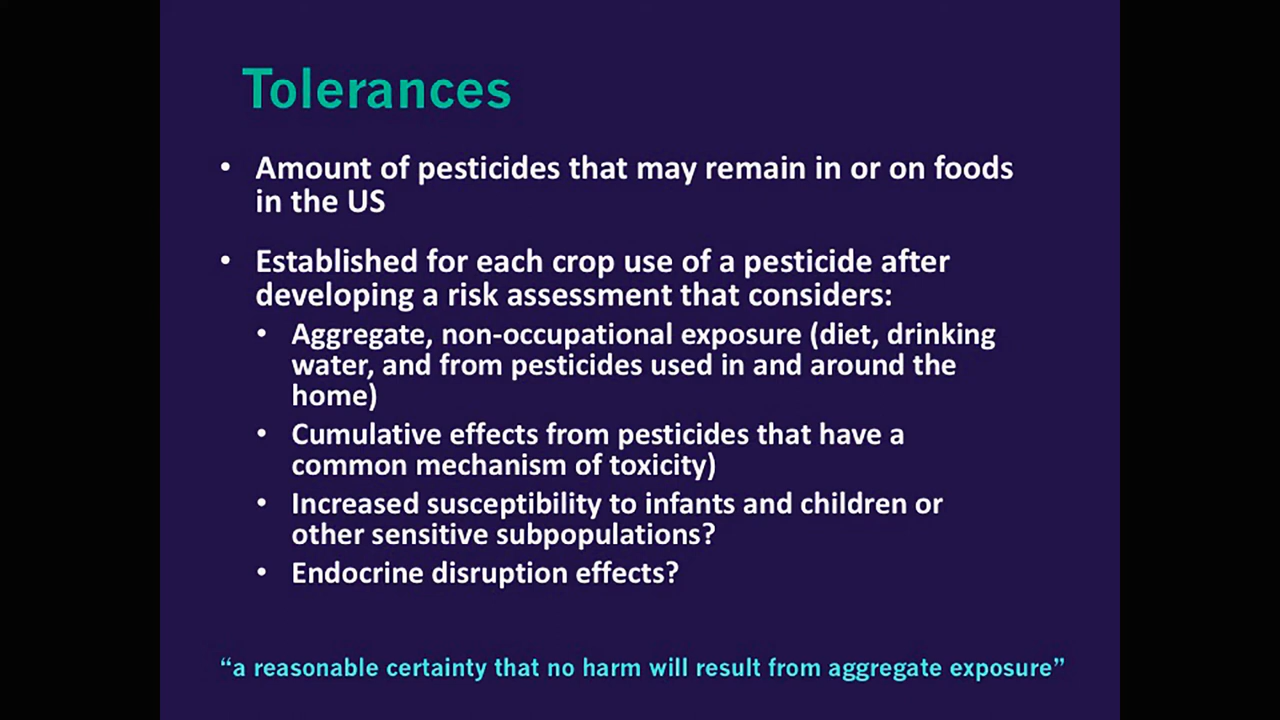 Tolerances
• Amount of pesticides that may remain in or on foods
in the US
• Established for each crop use of a pesticide after
developing a risk assessment that considers:
• Aggregate, non-occupational exposure (diet, drinking
water, and from pesticides used in and around the
home)
• Cumulative effects from pesticides that have a
common mechanism of toxicity)
• Increased susceptibility to infants and children or
other sensitive subpopulations?
• Endocrine disruption effects?
“a reasonable certainty that no harm will result from aggregate exposure”